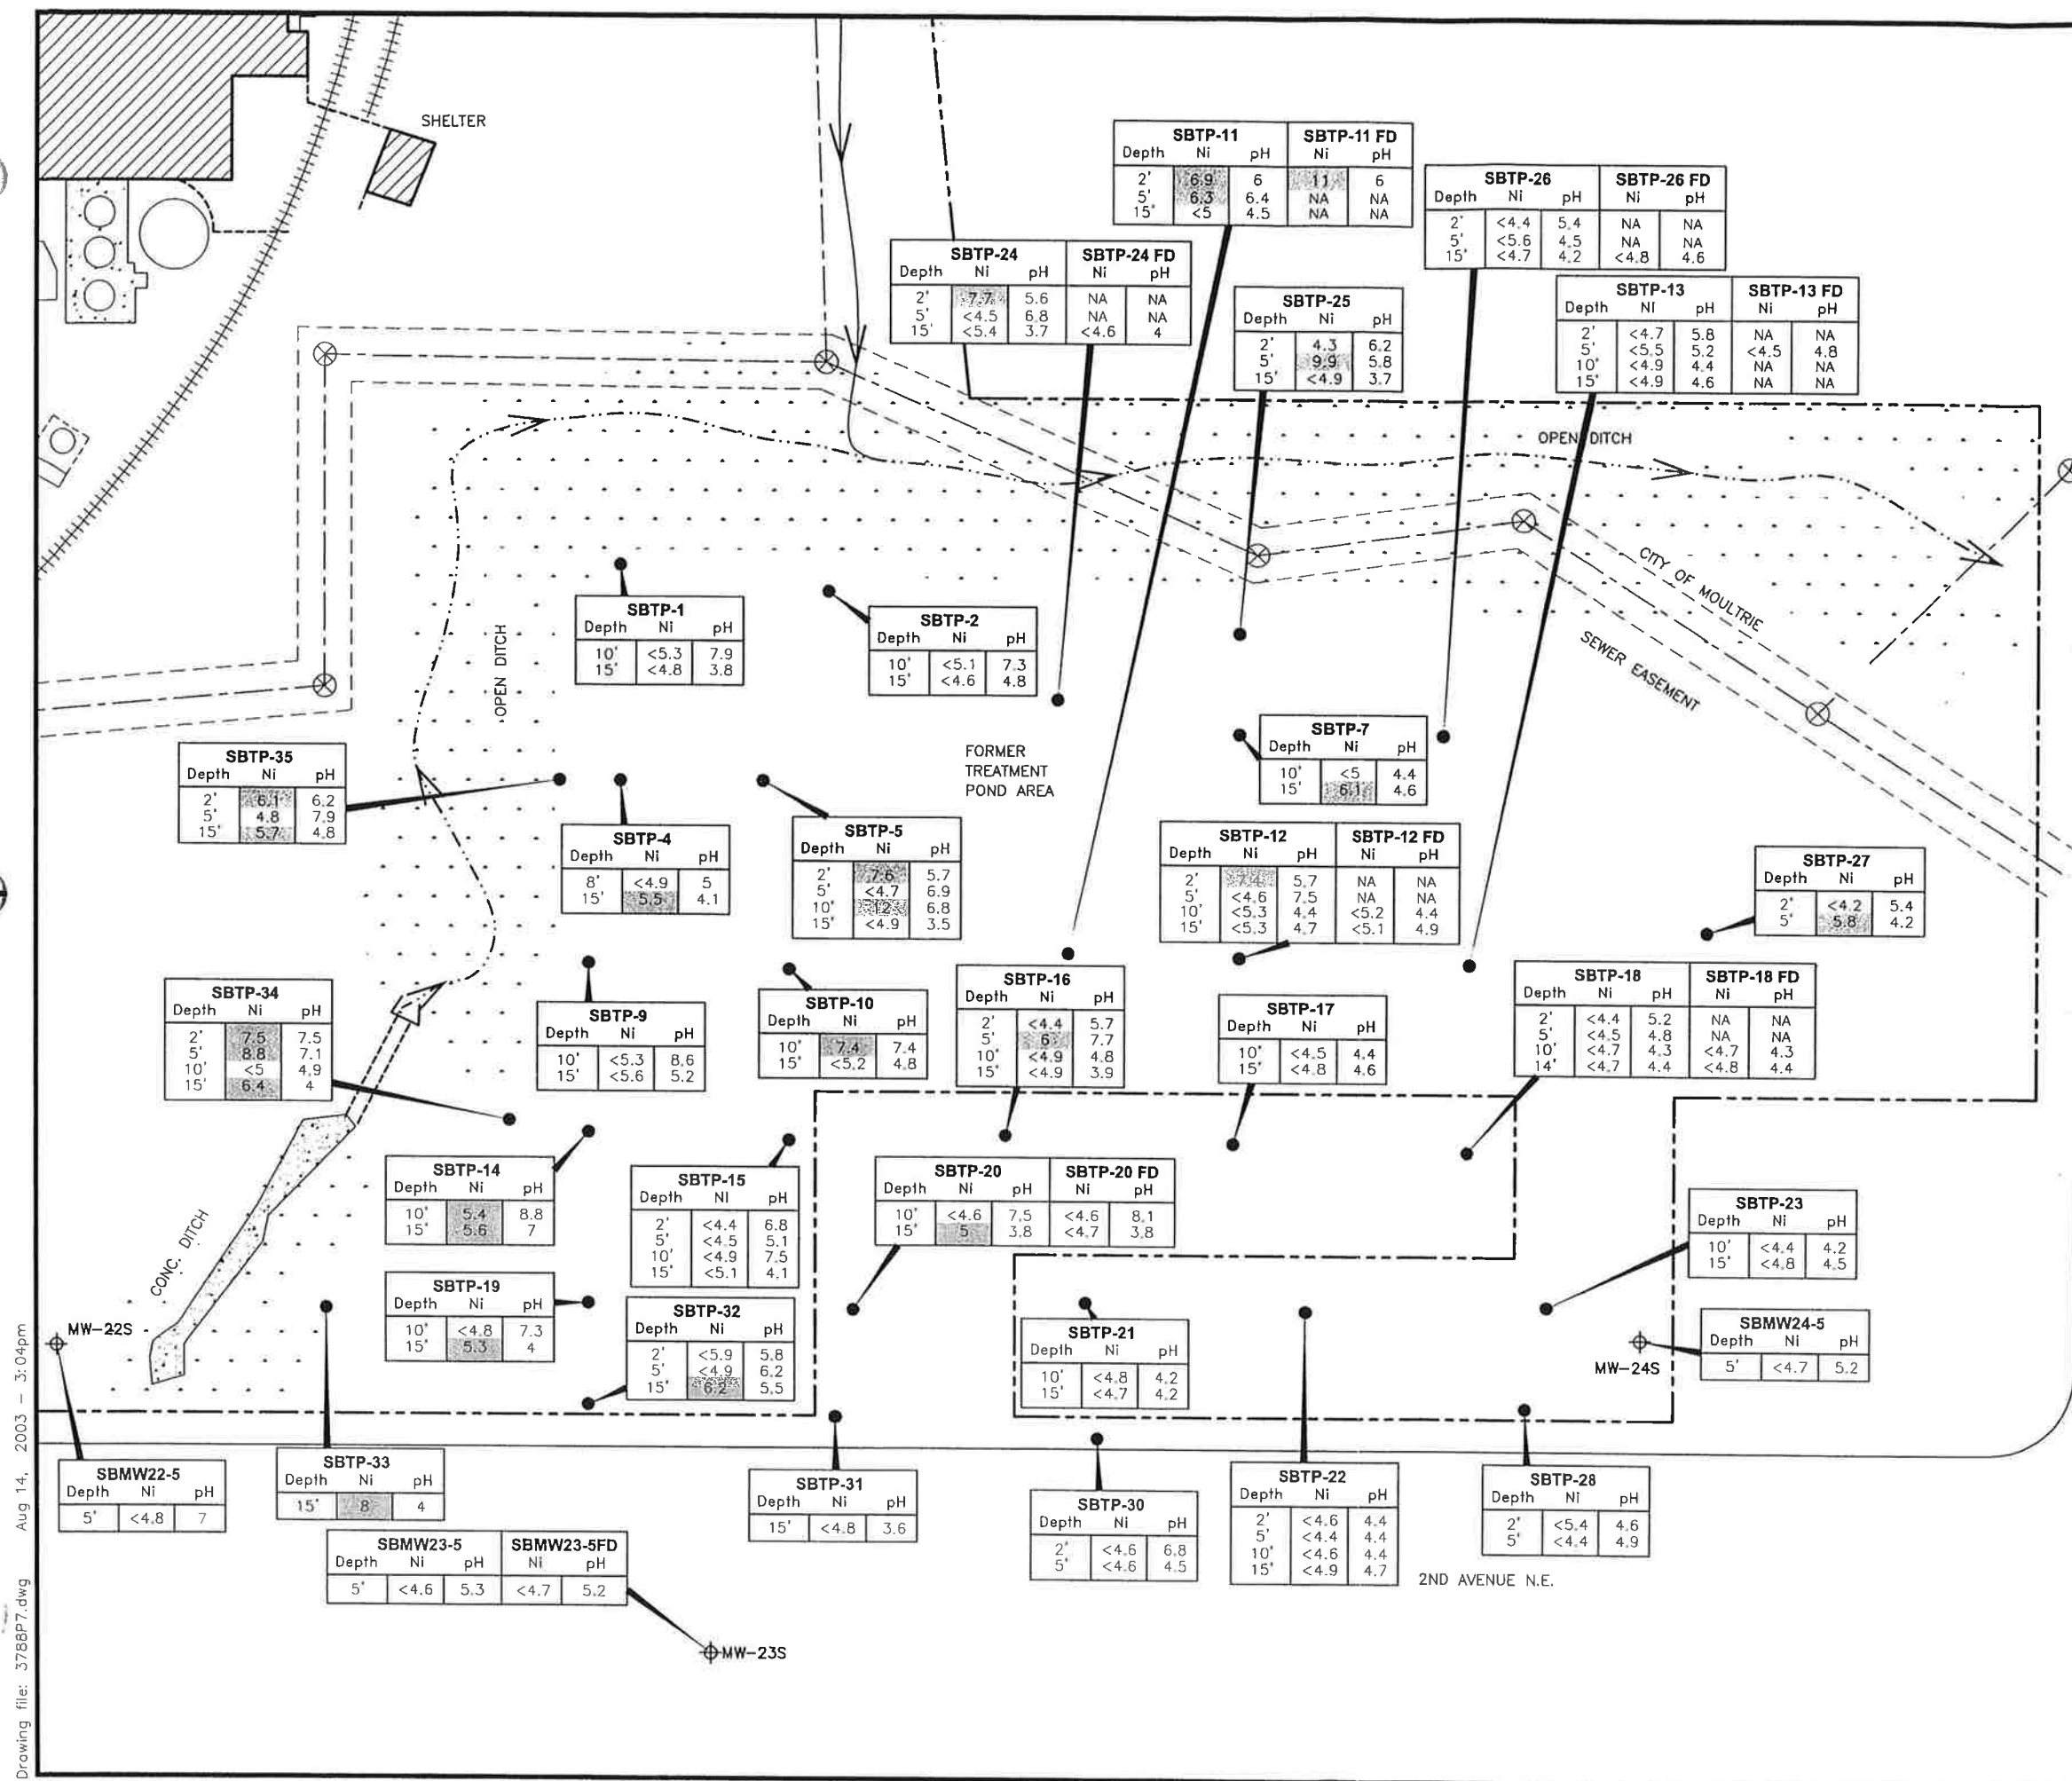 SHELTER
SBTP-11 SBTP-11 FD
Depth Ni pH Ni pH
2' 6.9 6 11 6
5' 6.3 6.4 NA NA
15' <5 4.5 NA NA
SBTP-26 SBTP-26 FD
Depth Ni pH Ni pH
2' <4.4 5.4 NA NA
5' <5.6 4.5 NA NA
15' <4.7 4.2 <4.8 4.6
SBTP-24 SBTP-24 FD
Depth Ni pH Ni pH
2' 7.7 5.6 NA NA
5' <4.5 6.8 NA NA
15' <5.4 3.7 <4.6 4
SBTP-25
Depth Ni pH
2' 4.3 6.2
5' 9.9 5.8
15' <4.9 3.7
SBTP-13 SBTP-13 FD
Depth Ni pH Ni pH
2' <4.7 5.8 NA NA
5' <5.5 5.2 <4.5 4.8
10' <4.9 4.4 NA NA
15' <4.9 4.6 NA NA
OPEN DITCH
CITY OF MOULTRIE
SEWER EASEMENT
OPEN DITCH
SBTP-1
Depth Ni pH
10' <5.3 7.9
15' <4.8 3.8
SBTP-2
Depth Ni pH
10' <5.1 7.3
15' <4.6 4.8
FORMER
TREATMENT
POND AREA
SBTP-7
Depth Ni pH
10' <5 4.4
15' 6.1 4.6
SBTP-35
Depth Ni pH
2' 6.1 6.2
5' 4.8 7.9
15' 5.7 4.8
SBTP-4
Depth Ni pH
8' <4.9 5
15' 5.5 4.1
SBTP-5
Depth Ni pH
2' 7.6 5.7
5' <4.7 6.9
10' 12 6.8
15' <4.9 3.5
SBTP-12 SBTP-12 FD
Depth Ni pH Ni pH
2' 7.4 5.7 NA NA
5' <4.6 7.5 NA NA
10' <5.3 4.4 <5.2 4.4
15' <5.3 4.7 <5.1 4.9
SBTP-27
Depth Ni pH
2' <4.2 5.4
5' 5.8 4.2
SBTP-34
Depth Ni pH
2' 7.5 7.5
5' 8.8 7.1
10' <5 4.9
15' 6.4 4
SBTP-9
Depth Ni pH
10' <5.3 8.6
15' <5.6 5.2
SBTP-10
Depth Ni pH
10' 7.4 7.4
15' <5.2 4.8
SBTP-16
Depth Ni pH
2' <4.4 5.7
5' 6 7.7
10' <4.9 4.8
15' <4.9 3.9
SBTP-17
Depth Ni pH
10' <4.5 4.4
15' <4.8 4.6
SBTP-18 SBTP-18 FD
Depth Ni pH Ni pH
2' <4.4 5.2 NA NA
5' <4.5 4.8 NA NA
10' <4.7 4.3 <4.7 4.3
14' <4.7 4.4 <4.8 4.4
CONC. DITCH
SBTP-14
Depth Ni pH
10' 5.4 8.8
15' 5.6 7
SBTP-15
Depth NI pH
2' <4.4 6.8
5' <4.5 5.1
10' <4.9 7.5
15' <5.1 4.1
SBTP-20 SBTP-20 FD
Depth Ni pH Ni pH
10' <4.6 7.5 <4.6 8.1
15' 5 3.8 <4.7 3.8
SBTP-23
Depth Ni pH
10' <4.4 4.2
15' <4.8 4.5
SBTP-19
Depth Ni pH
10' <4.8 7.3
15' 5.3 4
SBTP-32
Depth Ni pH
2' <5.9 5.8
5' <4.9 6.2
15' 6.2 5.5
SBTP-21
Depth Ni pH
10' <4.8 4.2
15' <4.7 4.2
SBMW24-5
Depth Ni pH
5' <4.7 5.2
MW-22S
MW-24S
SBMW22-5
Depth Ni pH
5' <4.8 7
SBTP-33
Depth Ni pH
15' 8 4
SBTP-31
Depth Ni pH
15' <4.8 3.6
SBTP-30
Depth Ni pH
2' <4.6 6.8
5' <4.6 4.5
SBTP-22
Depth Ni pH
2' <4.6 4.4
5' <4.4 4.4
10' <4.6 4.4
15' <4.9 4.7
SBTP-28
Depth Ni pH
2' <5.4 4.6
5' <4.4 4.9
SBMW23-5 SBMW23-5FD
Depth Ni pH Ni pH
5' <4.6 5.3 <4.7 5.2
2ND AVENUE N.E.
MW-23S
Drawing file: 3788P7.dwg Aug 14, 2003 - 3:04pm